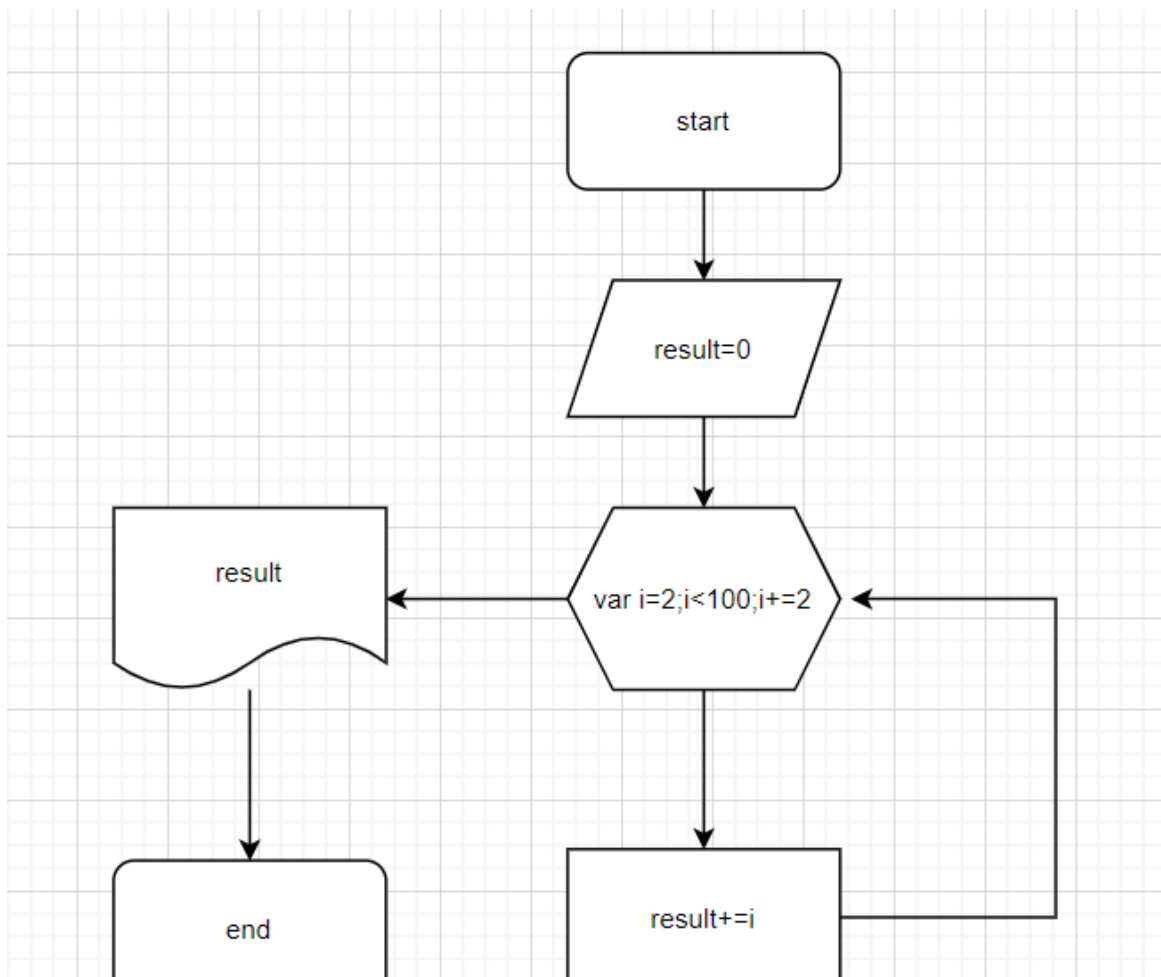 start
result=0
var i=2;i<100;i+=2
result
result+=i
end